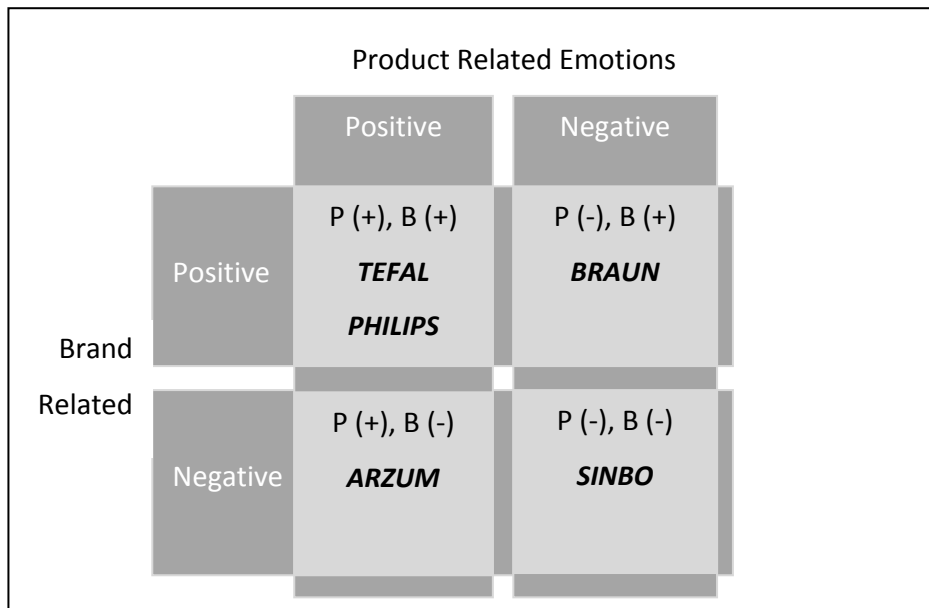 Product Related Emotions
Positive Negative
P (+), B (+) P (-), B (+)
Positive TEFAL BRAUN
PHILIPS
Brand
Related
P (+), B (-) P (-), B (-)
Negative ARZUM SINBO